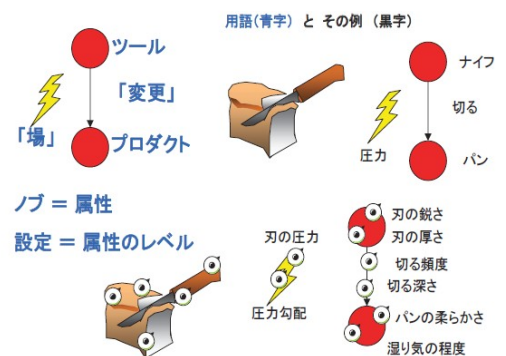 用語(青字) と その例 (黒字)
ツール
「変更」
「場」
プロダクト
ナイフ
切る
圧力
パン
ノブ = 属性
設定 = 属性のレベル
刃の圧力
圧力勾配
刃の鋭さ
刃の厚さ
切る頻度
切る深さ
パンの柔らかさ
湿り気の程度